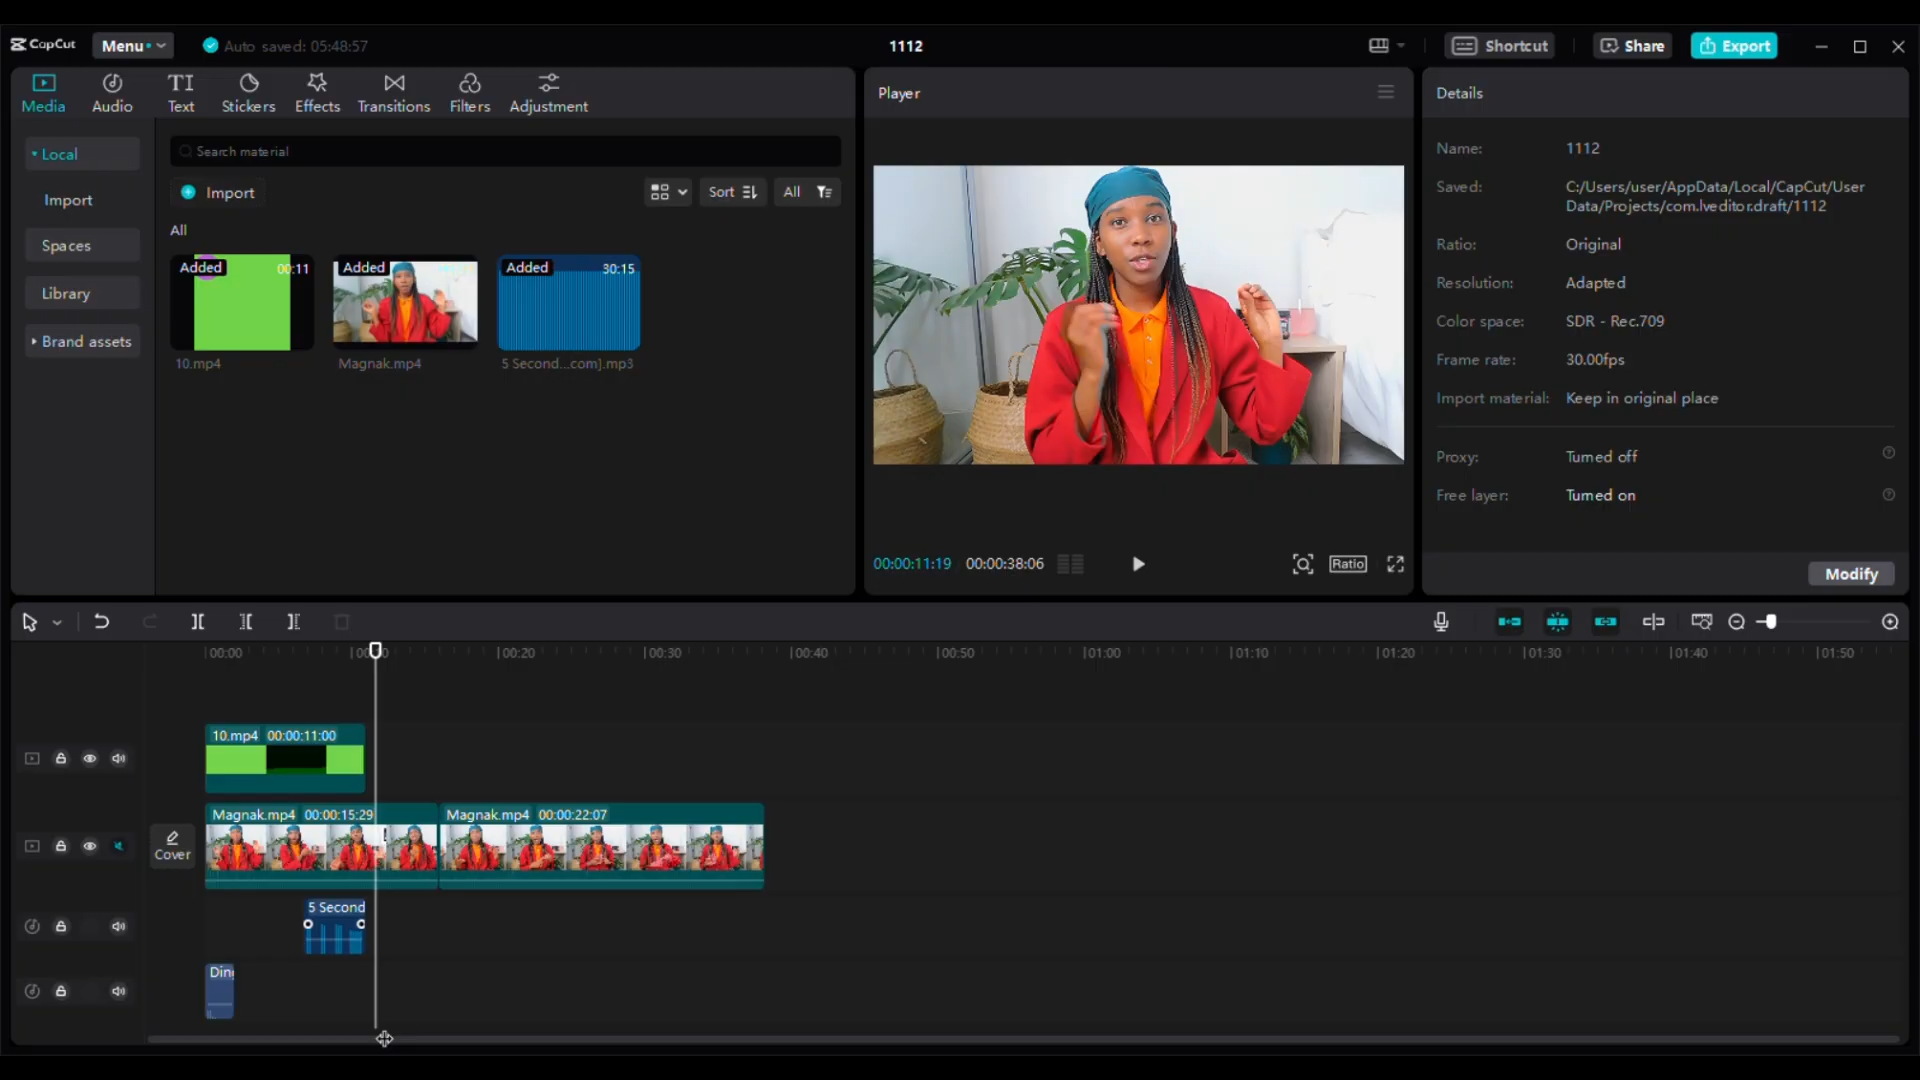 CapCut
Menu
Auto saved: 05:48:57
1112
Shortcut
Share
Export
Media
Audio
Text
Stickers
Effects
Transitions
Filters
Adjustment
Player
Details
Local
Import
Spaces
Library
Brand assets
Search material
Import
Sort
All
All
Added
00:11
10.mp4
Added
Magnak.mp4
Added
30:15
5 Second...com].mp3
00:00:11:19
00:00:38:06
Ratio
Name:
1112
Saved:
C:/Users/user/AppData/Local/CapCut/User
Data/Projects/com.lveditor.draft/1112
Ratio:
Original
Resolution:
Adapted
Color space:
SDR - Rec.709
Frame rate:
30.00fps
Import material:
Keep in original place
Proxy:
Turned off
Free layer:
Turned on
Modify
00:00
00:20
00:30
00:40
00:50
01:00
01:10
01:20
01:30
01:40
01:50
10.mp4 00:00:11:00
Cover
Magnak.mp4 00:00:15:29
Magnak.mp4 00:00:22:07
5 Second
Din